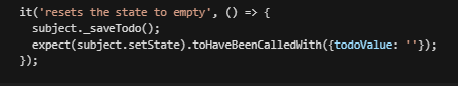 it('resets the state to empty', () => {
  subject._saveTodo();
  expect(subject.setState).toHaveBeenCalledWith({todoValue: ''});
});